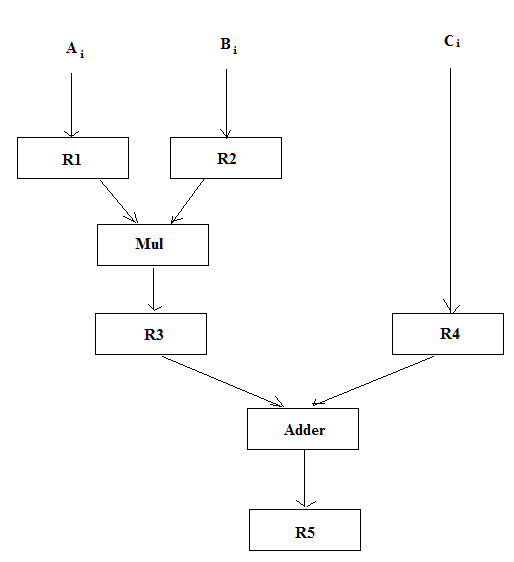 A i
B i
C i
R1
R2
Mul
R3
R4
Adder
R5